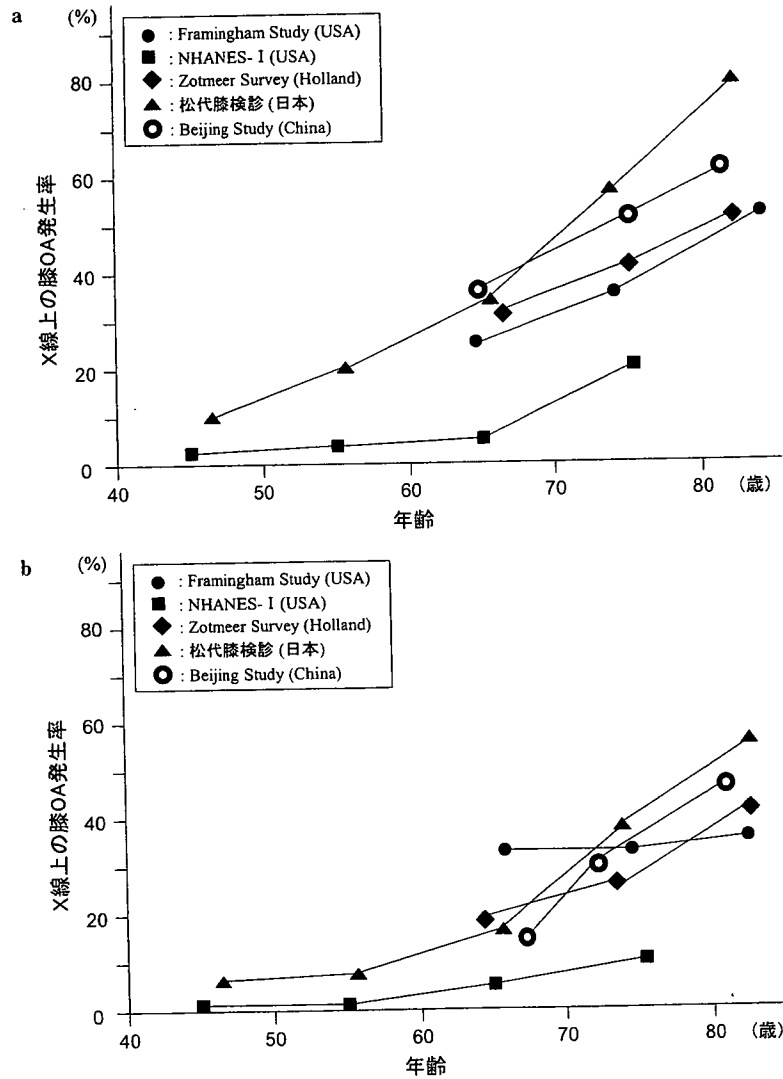 a
(%)
● : Framingham Study (USA)
■ : NHANES- I (USA)
◆ : Zotmeer Survey (Holland)
▲ : 松代膝検診 (日本)
◎ : Beijing Study (China)
X線上の膝OA発生率
80
60
40
20
0
40 50 60 70 80 (歳)
年齢
b
(%)
● : Framingham Study (USA)
■ : NHANES- I (USA)
◆ : Zotmeer Survey (Holland)
▲ : 松代膝検診 (日本)
◎ : Beijing Study (China)
X線上の膝OA発生率
80
60
40
20
0
40 50 60 70 80 (歳)
年齢